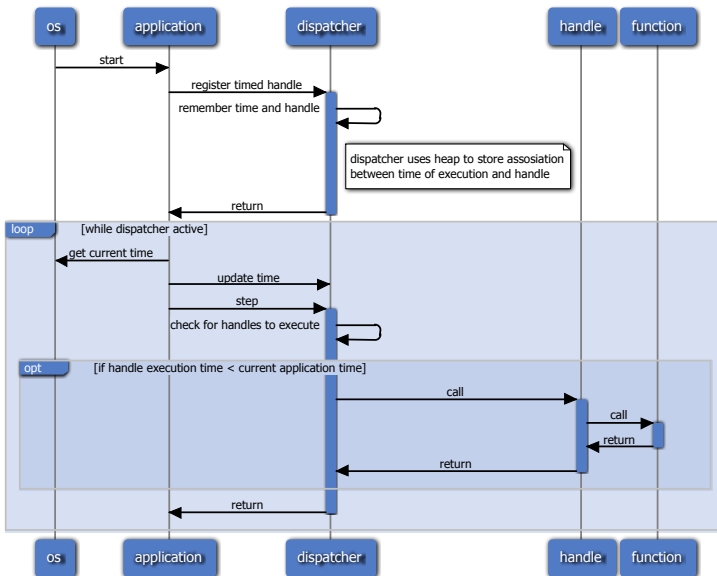 os application dispatcher handle function
start
register timed handle
remember time and handle
dispatcher uses heap to store assosiation
between time of execution and handle
return
loop [while dispatcher active]
get current time
update time
step
check for handles to execute
opt [if handle execution time < current application time]
call
call
return
return
return
os application dispatcher handle function